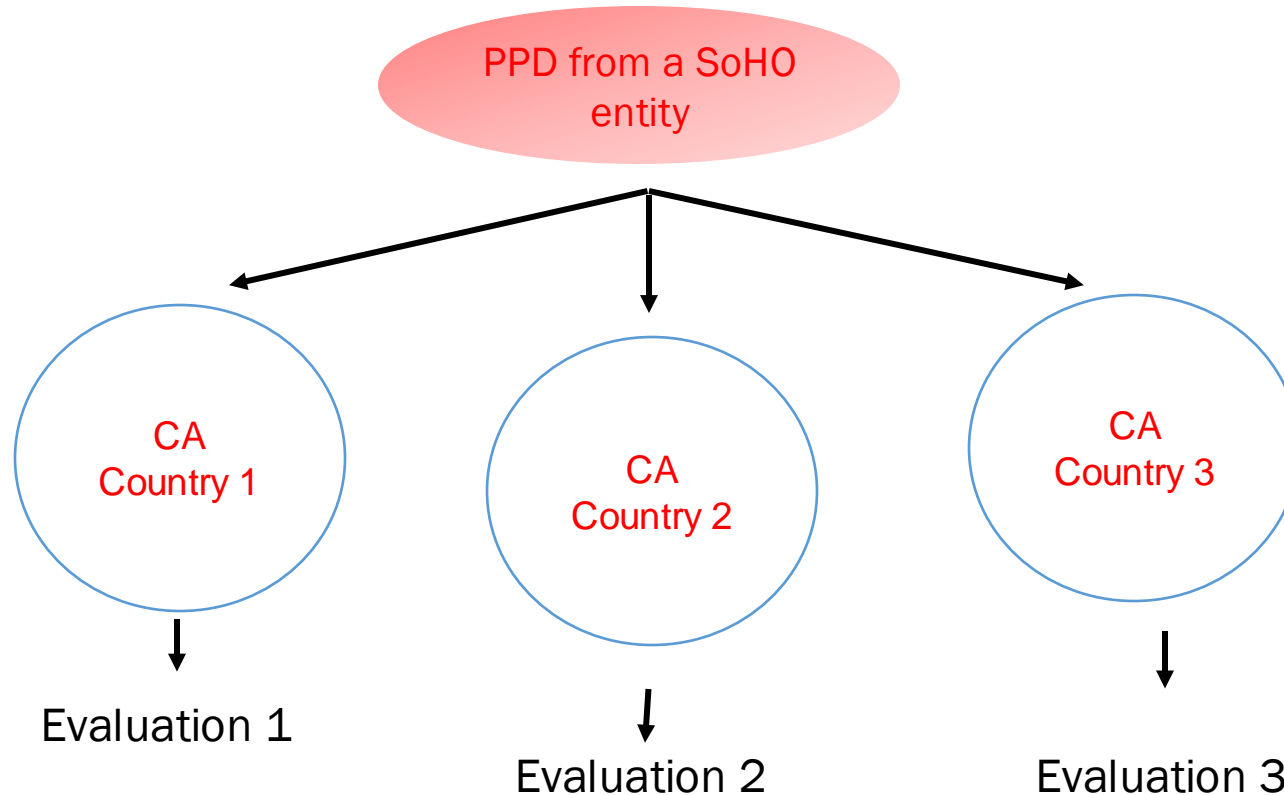 PPD from a SoHO
entity
CA
Country 1
CA
Country 2
CA
Country 3
Evaluation 1
Evaluation 2
Evaluation 3